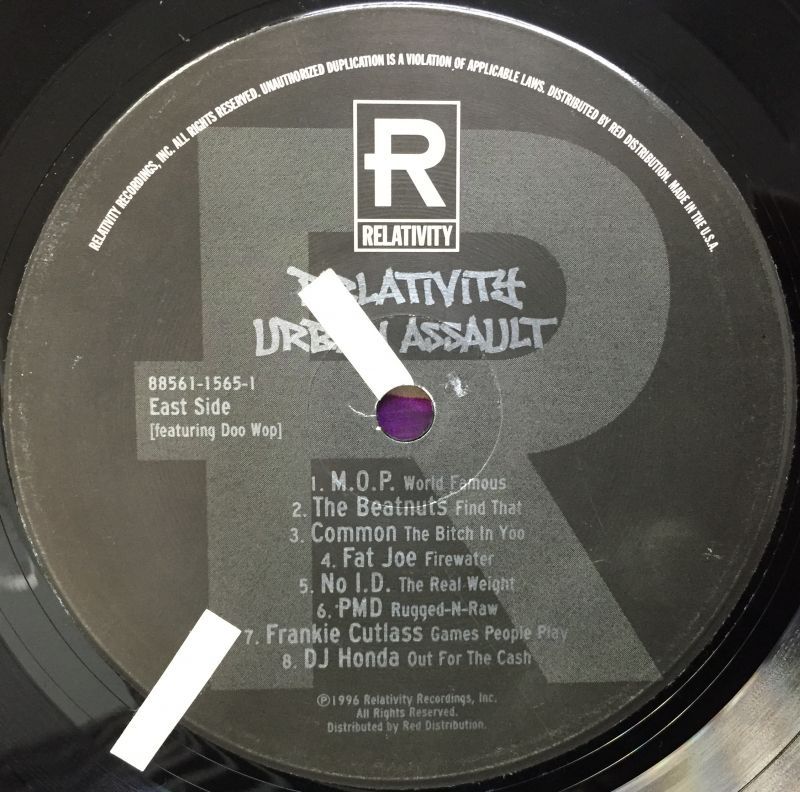 RELATIVITY RECORDINGS, INC. ALL RIGHTS RESERVED. UNAUTHORIZED DUPLICATION IS A VIOLATION OF APPLICABLE LAWS. DISTRIBUTED BY RED DISTRIBUTION. MADE IN THE U.S.A.
R
RELATIVITY
RELATIVITY
URBAN ASSAULT
88561-1565-1
East Side
[featuring Doo Wop]
1. M.O.P. World Famous
2. The Beatnuts Find That
3. Common The Bitch In Yoo
4. Fat Joe Firewater
5. No I.D. The Real Weight
6. PMD Rugged-N-Raw
7. Frankie Cutlass Games People Play
8. DJ Honda Out For The Cash
℗1996 Relativity Recordings, Inc.
All Rights Reserved.
Distributed by Red Distribution.